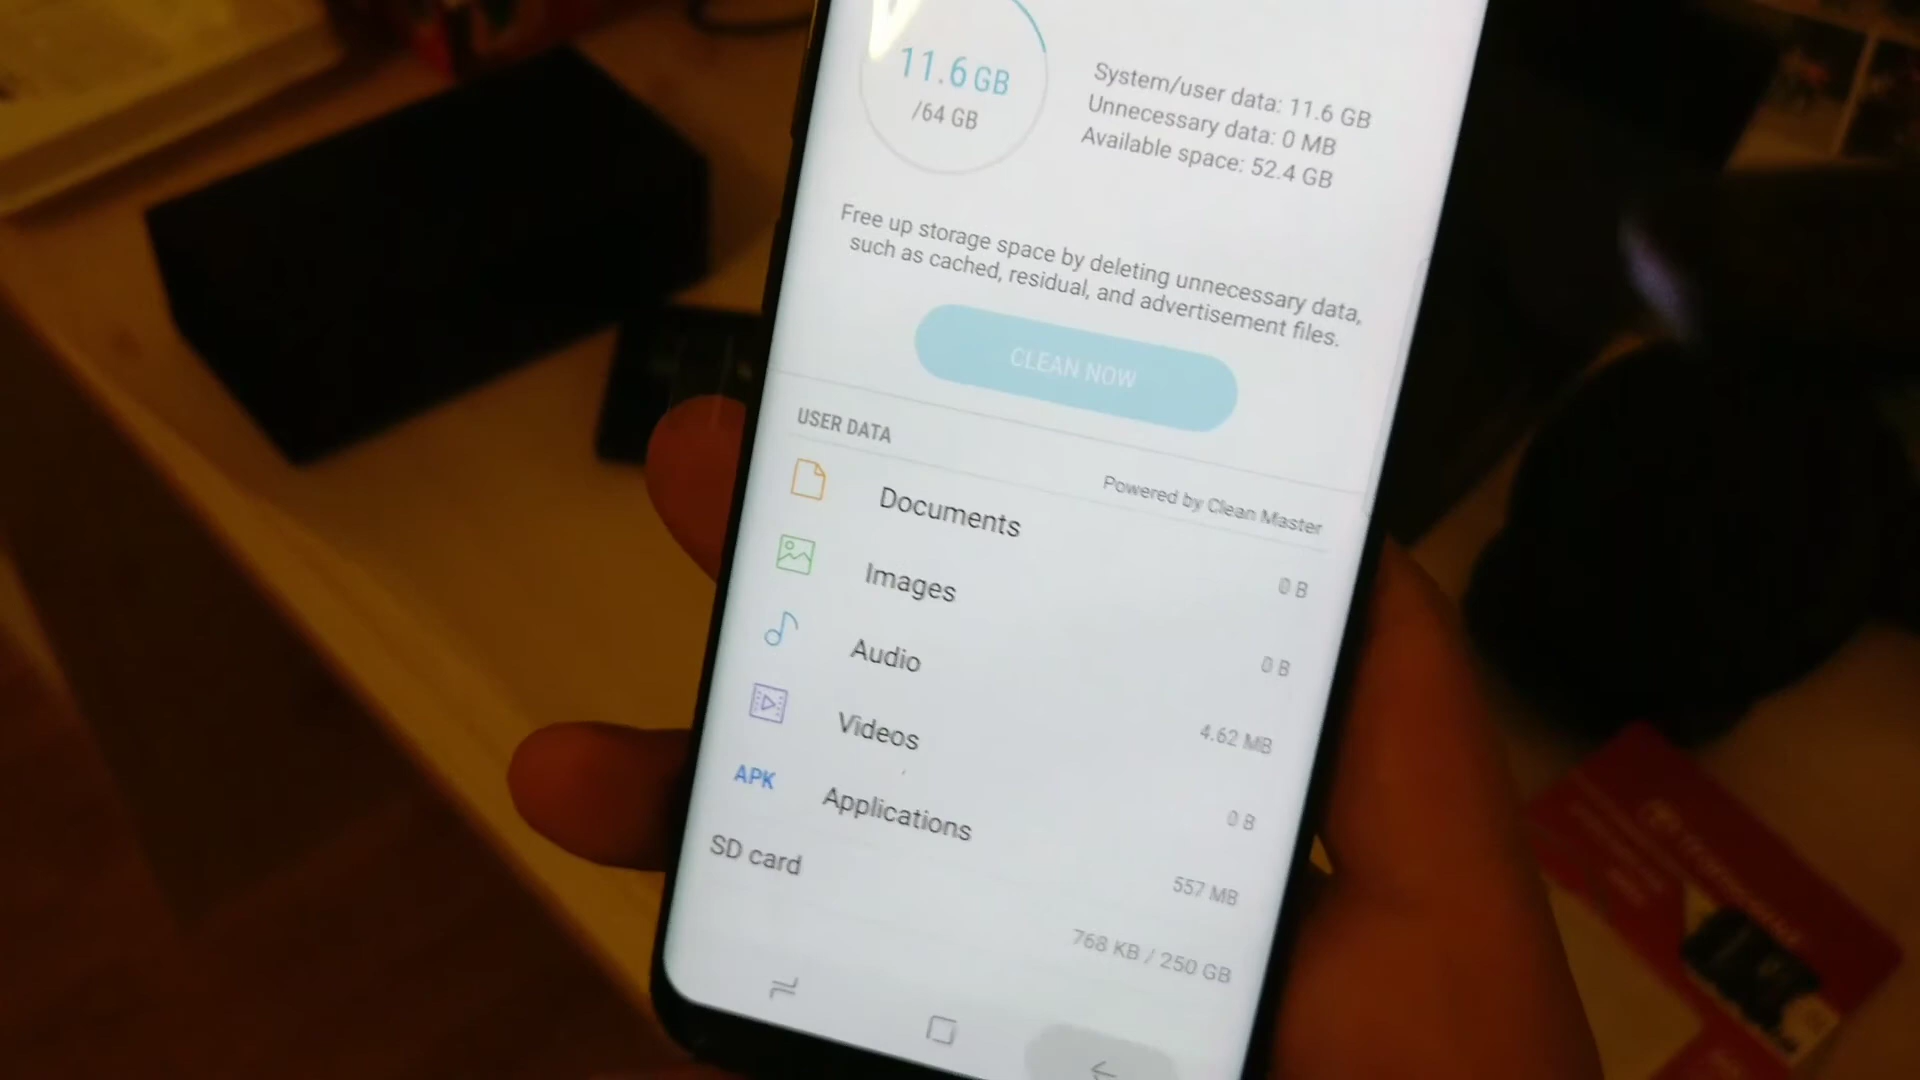 11.6 GB
/64 GB
System/user data: 11.6 GB
Unnecessary data: 0 MB
Available space: 52.4 GB
Free up storage space by deleting unnecessary data,
such as cached, residual, and advertisement files.
CLEAN NOW
USER DATA
Powered by Clean Master
Documents
0 B
Images
0 B
Audio
4.62 MB
Videos
0 B
APK
Applications
557 MB
SD card
768 KB / 250 GB